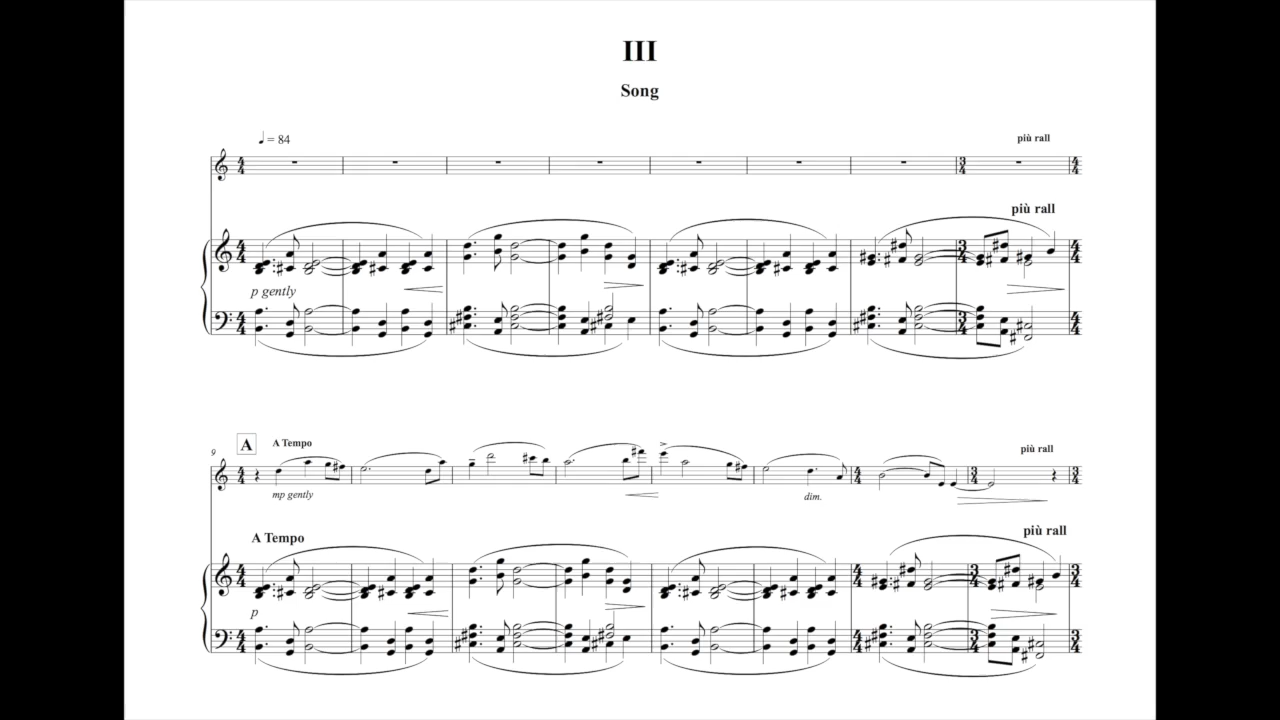 III
Song
♩ = 84
più rall
più rall
p gently
9
A
A Tempo
più rall
mp gently
dim.
A Tempo
più rall
p